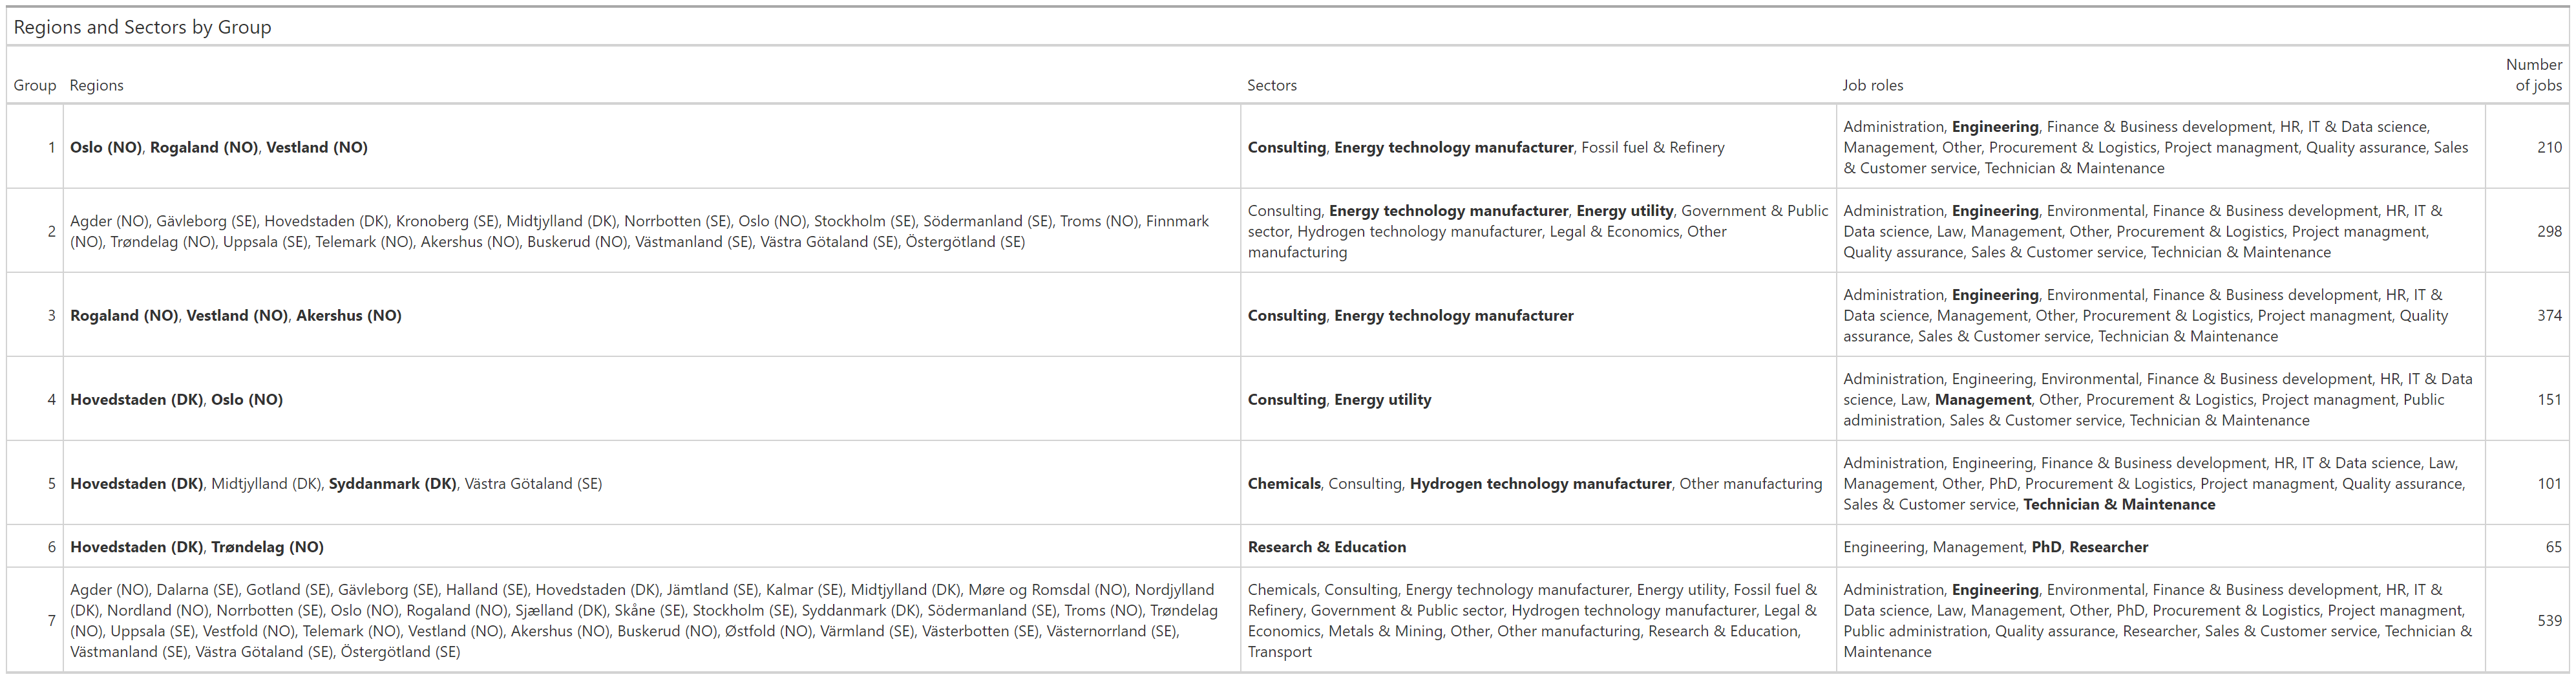 Regions and Sectors by Group
Number
Group Regions Sectors Job roles of jobs
Administration, Engineering, Finance & Business development, HR, IT & Data science,
1 Oslo (NO), Rogaland (NO), Vestland (NO) Consulting, Energy technology manufacturer, Fossil fuel & Refinery Management, Other, Procurement & Logistics, Project managment, Quality assurance, Sales 210
& Customer service, Technician & Maintenance
Agder (NO), Gävleborg (SE), Hovedstaden (DK), Kronoberg (SE), Midtjylland (DK), Norrbotten (SE), Oslo (NO), Stockholm (SE), Södermanland (SE), Troms (NO), Finnmark
(NO), Trøndelag (NO), Uppsala (SE), Telemark (NO), Akershus (NO), Buskerud (NO), Västmanland (SE), Västra Götaland (SE), Östergötland (SE)
2
Consulting, Energy technology manufacturer, Energy utility, Government & Public
sector, Hydrogen technology manufacturer, Legal & Economics, Other
manufacturing
Administration, Engineering, Environmental, Finance & Business development, HR, IT &
Data science, Law, Management, Other, Procurement & Logistics, Project managment,
Quality assurance, Sales & Customer service, Technician & Maintenance
298
3 Rogaland (NO), Vestland (NO), Akershus (NO) Consulting, Energy technology manufacturer
Administration, Engineering, Environmental, Finance & Business development, HR, IT &
Data science, Management, Other, Procurement & Logistics, Project managment, Quality
assurance, Sales & Customer service, Technician & Maintenance
374
4 Hovedstaden (DK), Oslo (NO) Consulting, Energy utility
Administration, Engineering, Environmental, Finance & Business development, HR, IT & Data
science, Law, Management, Other, Procurement & Logistics, Project managment, Public
administration, Sales & Customer service, Technician & Maintenance
151
5 Hovedstaden (DK), Midtjylland (DK), Syddanmark (DK), Västra Götaland (SE) Chemicals, Consulting, Hydrogen technology manufacturer, Other manufacturing
Administration, Engineering, Finance & Business development, HR, IT & Data science, Law,
Management, Other, PhD, Procurement & Logistics, Project managment, Quality assurance,
Sales & Customer service, Technician & Maintenance
101
6 Hovedstaden (DK), Trøndelag (NO) Research & Education Engineering, Management, PhD, Researcher 65
7
Agder (NO), Dalarna (SE), Gotland (SE), Gävleborg (SE), Halland (SE), Hovedstaden (DK), Jämtland (SE), Kalmar (SE), Midtjylland (DK), Møre og Romsdal (NO), Nordjylland
(DK), Nordland (NO), Norrbotten (SE), Oslo (NO), Rogaland (NO), Sjælland (DK), Skåne (SE), Stockholm (SE), Syddanmark (DK), Södermanland (SE), Troms (NO), Trøndelag
(NO), Uppsala (SE), Vestfold (NO), Telemark (NO), Vestland (NO), Akershus (NO), Buskerud (NO), Østfold (NO), Värmland (SE), Västerbotten (SE), Västernorrland (SE),
Västmanland (SE), Västra Götaland (SE), Östergötland (SE)
Chemicals, Consulting, Energy technology manufacturer, Energy utility, Fossil fuel &
Refinery, Government & Public sector, Hydrogen technology manufacturer, Legal &
Economics, Metals & Mining, Other, Other manufacturing, Research & Education,
Transport
Administration, Engineering, Environmental, Finance & Business development, HR, IT &
Data science, Law, Management, Other, PhD, Procurement & Logistics, Project managment,
Public administration, Quality assurance, Researcher, Sales & Customer service, Technician &
Maintenance
539